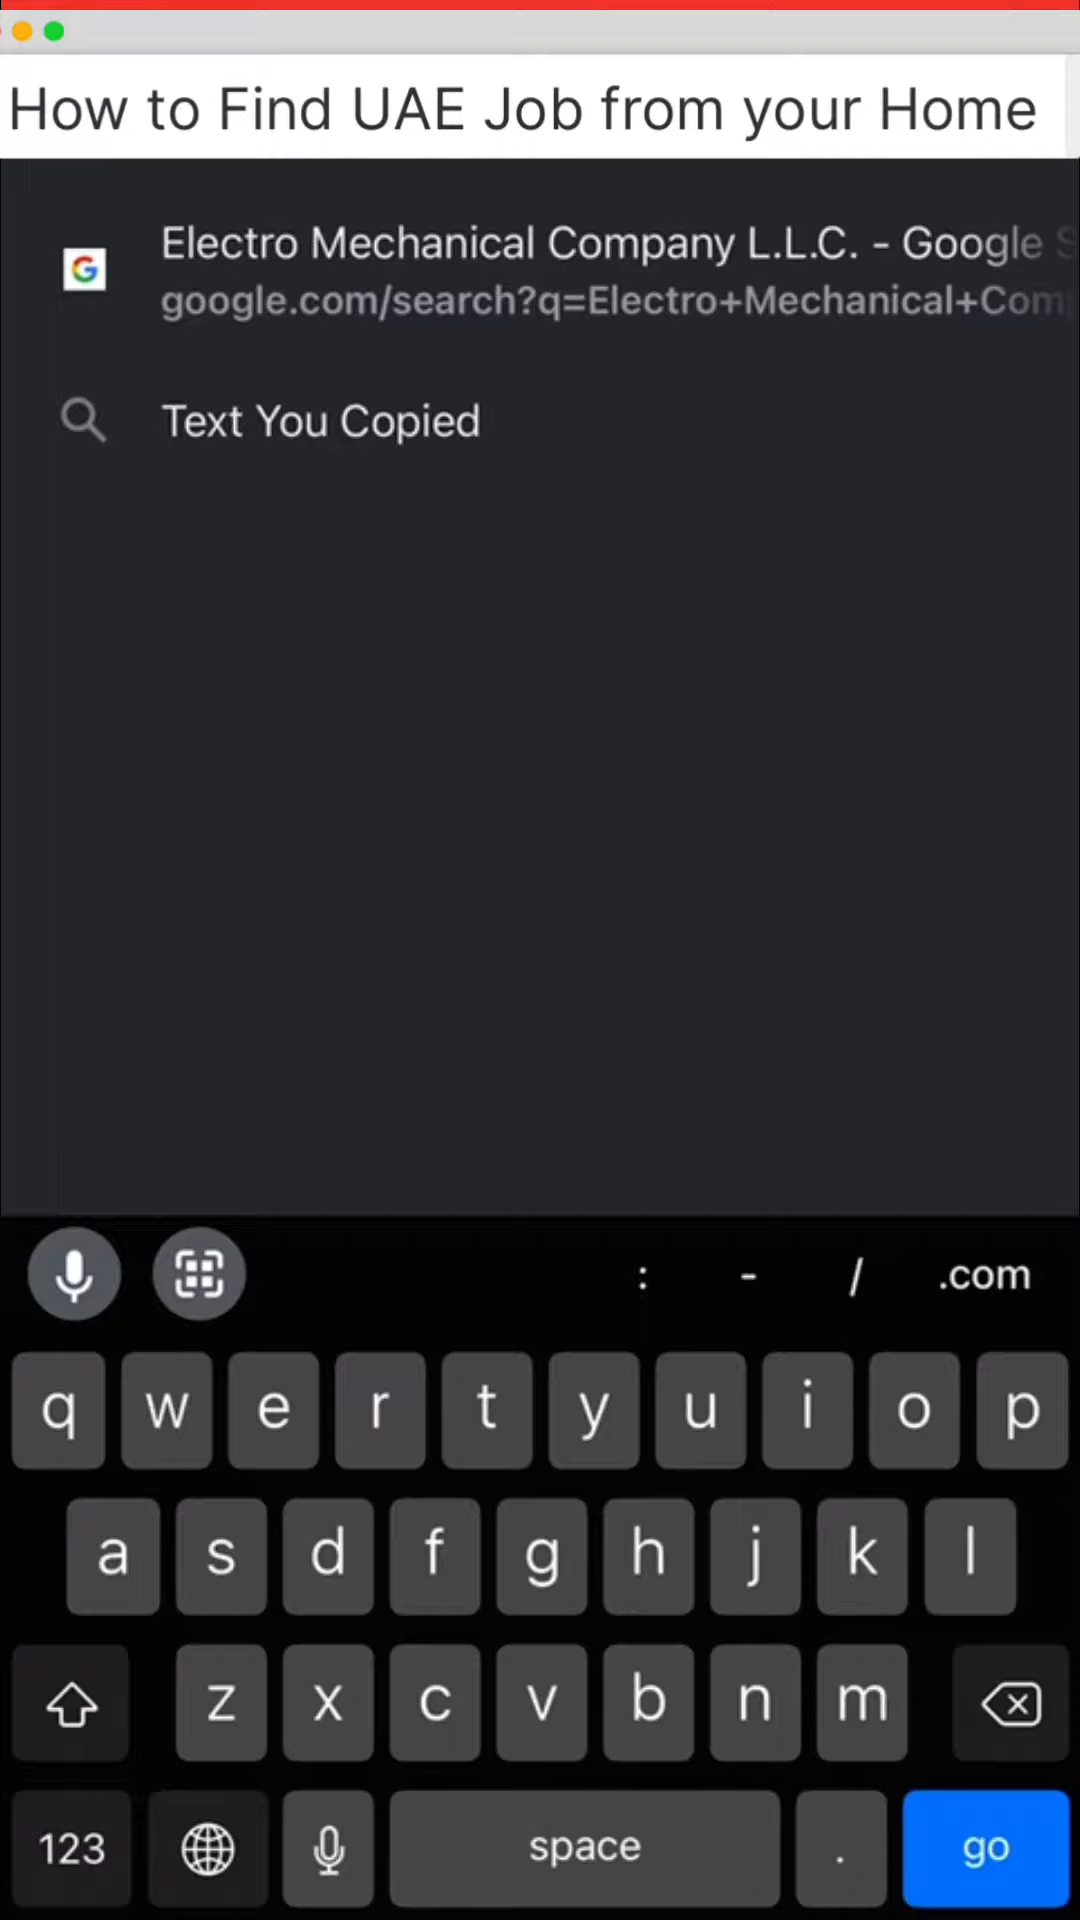 How to Find UAE Job from your Home
Electro Mechanical Company L.L.C. - Google
google.com/search?q=Electro+Mechanical+Com
Text You Copied
: - / .com
q w e r t y u i o p
a s d f g h j k l
z x c v b n m
123 space . go